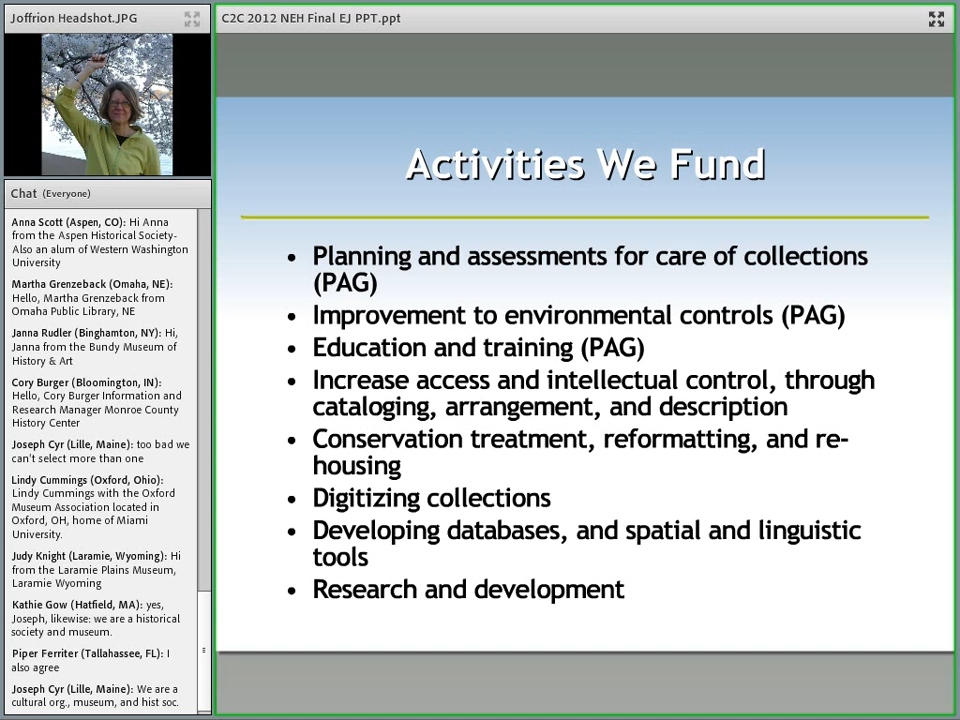 Joffrion Headshot.JPG
Chat (Everyone)
Anna Scott (Aspen, CO): Hi Anna
from the Aspen Historical Society-
Also an alum of Western Washington
University
Martha Grenzeback (Omaha, NE):
Hello, Martha Grenzeback from
Omaha Public Library, NE
Janna Rudler (Binghamton, NY): Hi,
Janna from the Bundy Museum of
History & Art
Cory Burger (Bloomington, IN):
Hello, Cory Burger Information and
Research Manager Monroe County
History Center
Joseph Cyr (Lille, Maine): too bad we
can't select more than one
Lindy Cummings (Oxford, Ohio):
Lindy Cummings with the Oxford
Museum Association located in
Oxford, OH, home of Miami
University.
Judy Knight (Laramie, Wyoming): Hi
from the Laramie Plains Museum,
Laramie Wyoming
Kathie Gow (Hatfield, MA): yes,
Joseph, likewise: we are a historical
society and museum.
Piper Ferriter (Tallahassee, FL): I
also agree
Joseph Cyr (Lille, Maine): We are a
cultural org., museum, and hist soc.
C2C 2012 NEH Final EJ PPT.ppt
Activities We Fund
• Planning and assessments for care of collections
(PAG)
• Improvement to environmental controls (PAG)
• Education and training (PAG)
• Increase access and intellectual control, through
cataloging, arrangement, and description
• Conservation treatment, reformatting, and re-
housing
• Digitizing collections
• Developing databases, and spatial and linguistic
tools
• Research and development